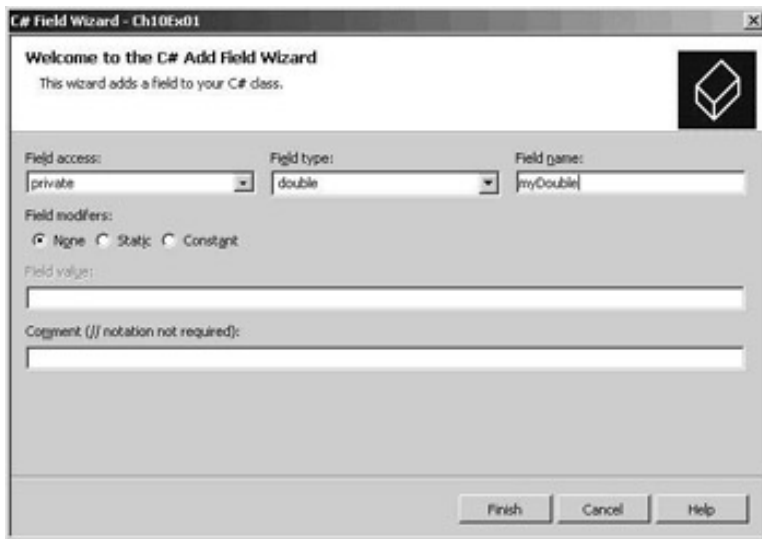 C# Field Wizard - Ch10Ex01
Welcome to the C# Add Field Wizard
This wizard adds a field to your C# class.
Field access:
Field type:
Field name:
private
double
myDouble
Field modifers:
None Static Constant
Field value:
Comment (// notation not required):
Finish
Cancel
Help